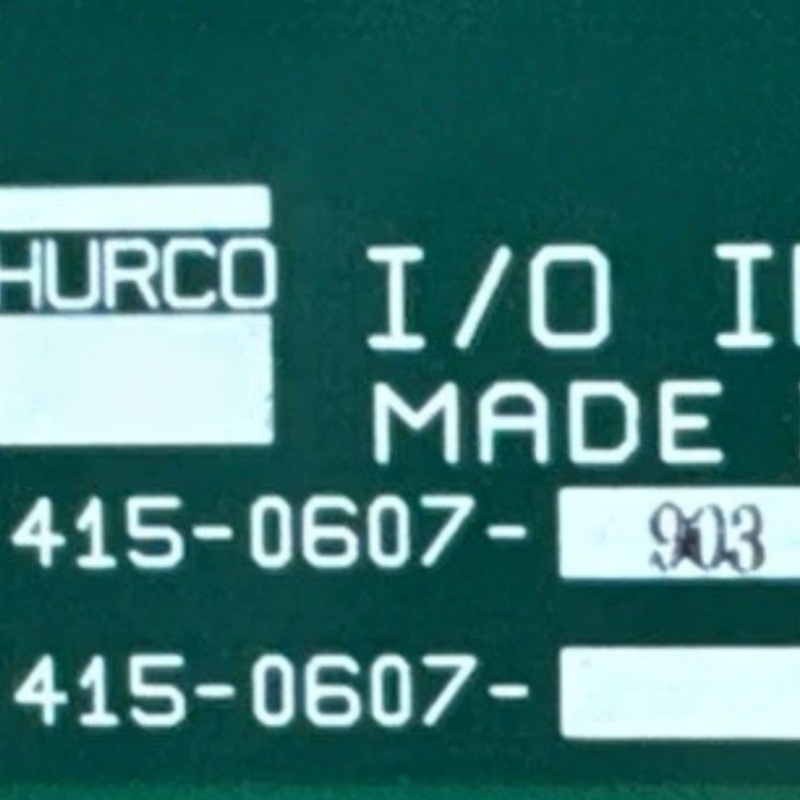 HURCO
I/O I
MADE
415-0607- 903
415-0607-